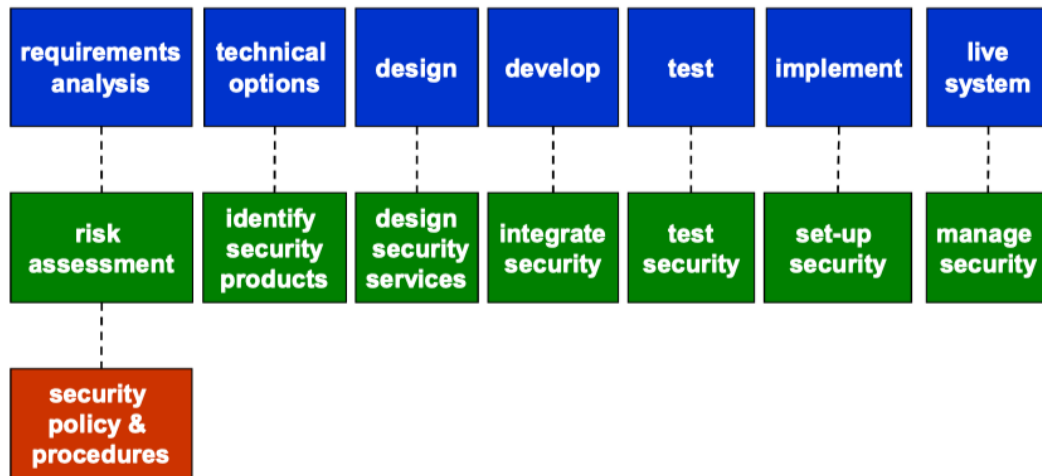 requirements
analysis
technical
options
design
develop
test
implement
live
system
risk
assessment
identify
security
products
design
security
services
integrate
security
test
security
set-up
security
manage
security
security
policy &
procedures